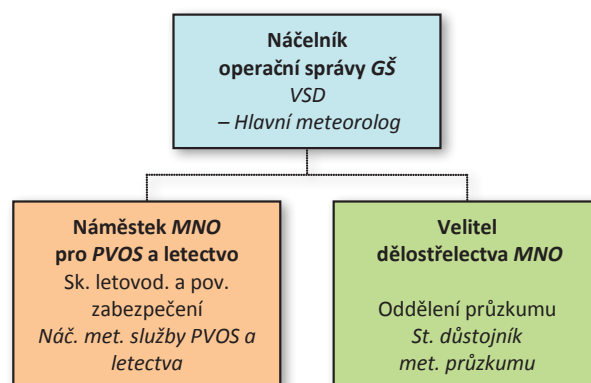 Náčelník
operační správy GŠ
VSD
– Hlavní meteorolog
Náměstek MNO
pro PVOS a letectvo
Sk. letovod. a pov.
zabezpečení
Náč. met. služby PVOS a
letectva
Velitel
dělostřelectva MNO
Oddělení průzkumu
St. důstojník
met. průzkumu